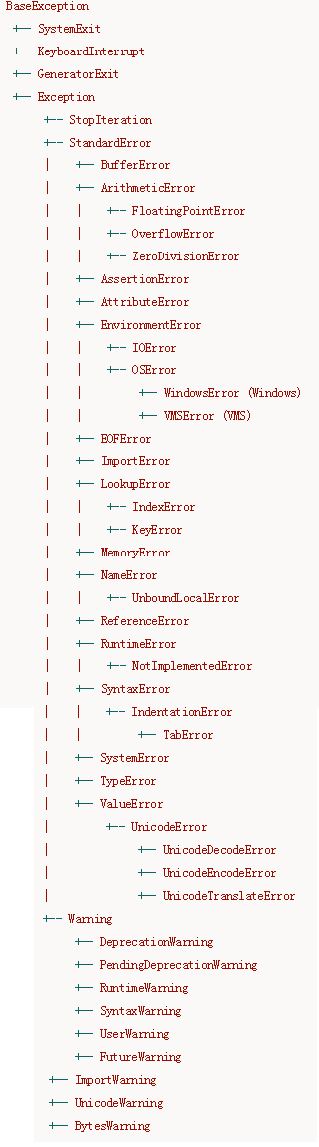 BaseException
+-- SystemExit
+-- KeyboardInterrupt
+-- GeneratorExit
+-- Exception
+-- StopIteration
+-- StandardError
| +-- BufferError
| +-- ArithmeticError
| | +-- FloatingPointError
| | +-- OverflowError
| | +-- ZeroDivisionError
| +-- AssertionError
| +-- AttributeError
| +-- EnvironmentError
| | +-- IOError
| | +-- OSError
| | +-- WindowsError (Windows)
| | +-- VMSError (VMS)
| +-- EOFError
| +-- ImportError
| +-- LookupError
| | +-- IndexError
| | +-- KeyError
| +-- MemoryError
| +-- NameError
| | +-- UnboundLocalError
| +-- ReferenceError
| +-- RuntimeError
| | +-- NotImplementedError
| +-- SyntaxError
| | +-- IndentationError
| | +-- TabError
| +-- SystemError
| +-- TypeError
| +-- ValueError
| +-- UnicodeError
| +-- UnicodeDecodeError
| +-- UnicodeEncodeError
| +-- UnicodeTranslateError
+-- Warning
+-- DeprecationWarning
+-- PendingDeprecationWarning
+-- RuntimeWarning
+-- SyntaxWarning
+-- UserWarning
+-- FutureWarning
+-- ImportWarning
+-- UnicodeWarning
+-- BytesWarning